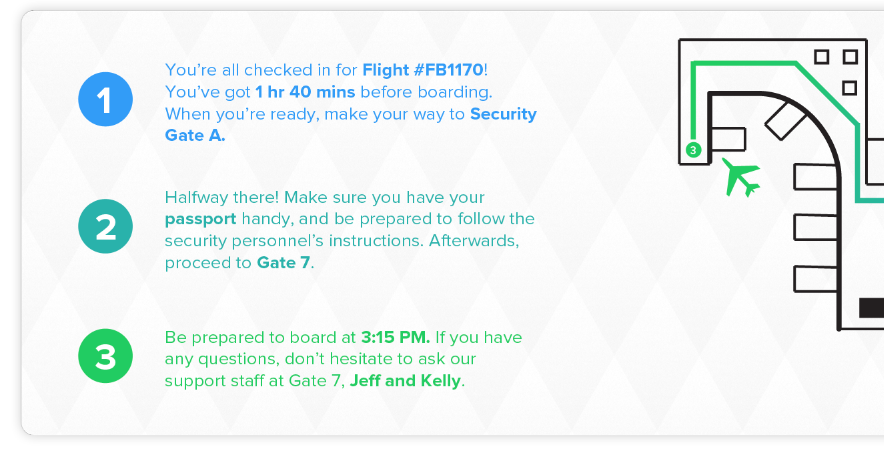 1
You're all checked in for Flight #FB1170!
You've got 1 hr 40 mins before boarding.
When you're ready, make your way to Security
Gate A.
2
Halfway there! Make sure you have your
passport handy, and be prepared to follow the
security personnel's instructions. Afterwards,
proceed to Gate 7.
3
Be prepared to board at 3:15 PM. If you have
any questions, don't hesitate to ask our
support staff at Gate 7, Jeff and Kelly.
3